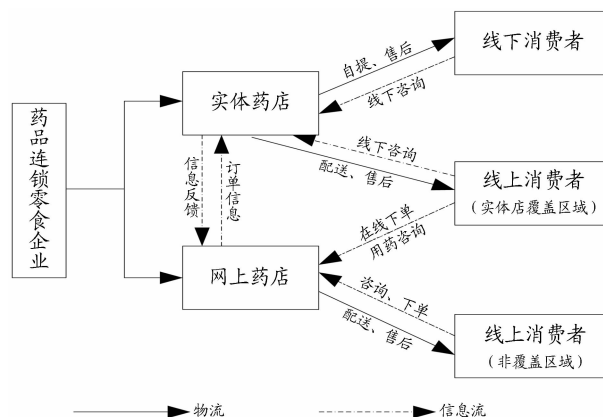 药品连锁零食企业
实体药店
网上药店
信息反馈
订单信息
自提、售后
线下咨询
线下咨询
配送、售后
在线下单
用药咨询
咨询、下单
配送、售后
线下消费者
线上消费者
（实体店覆盖区域）
线上消费者
（非覆盖区域）
物流
信息流